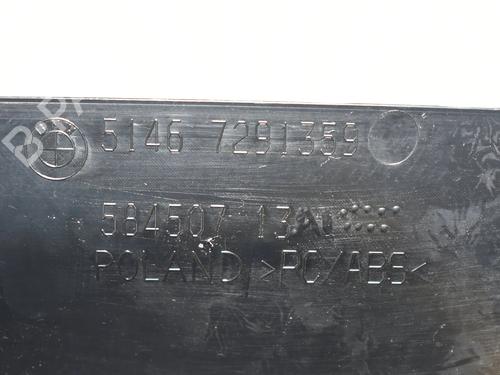 5146 7291359
584507 13A
POLAND >PC/ABS<